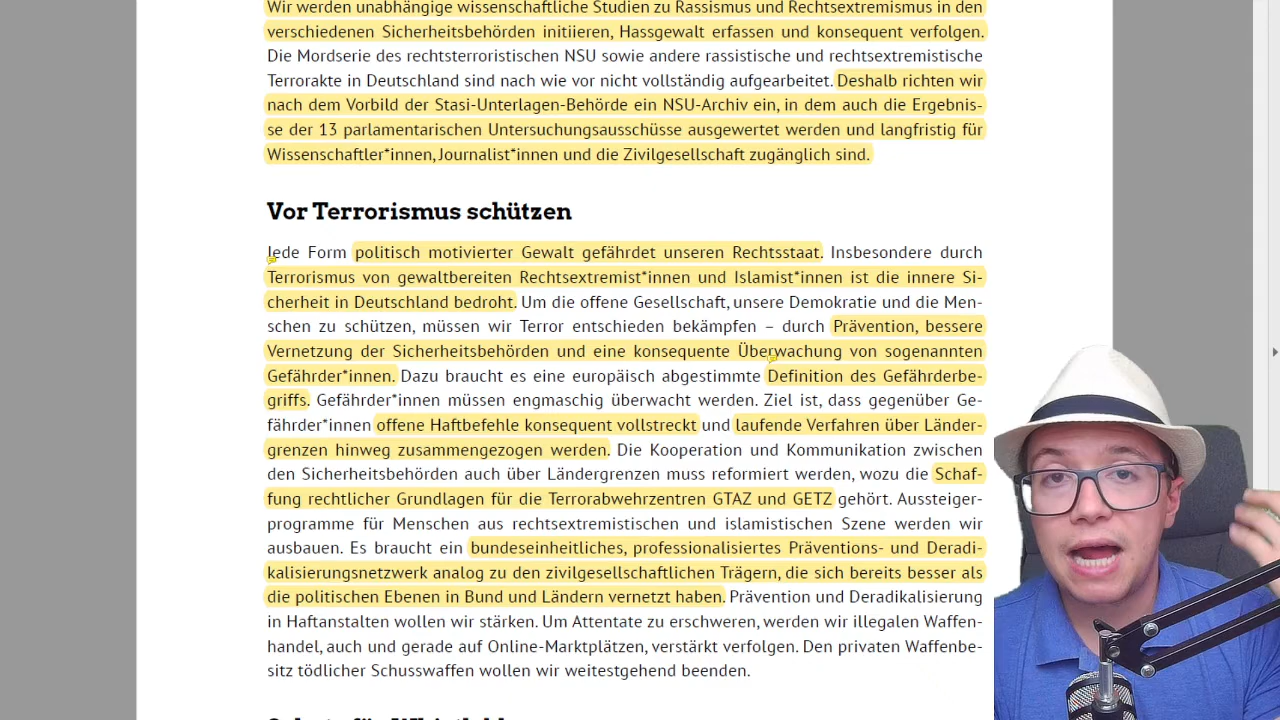 Wir werden unabhängige wissenschaftliche Studien zu Rassismus und Rechtsextremismus in den
verschiedenen Sicherheitsbehörden initiieren, Hassgewalt erfassen und konsequent verfolgen.
Die Mordserie des rechtsterroristischen NSU sowie andere rassistische und rechtsextremistische
Terrorakte in Deutschland sind nach wie vor nicht vollständig aufgearbeitet. Deshalb richten wir
nach dem Vorbild der Stasi-Unterlagen-Behörde ein NSU-Archiv ein, in dem auch die Ergebnis-
se der 13 parlamentarischen Untersuchungsausschüsse ausgewertet werden und langfristig für
Wissenschaftler*innen, Journalist*innen und die Zivilgesellschaft zugänglich sind.
Vor Terrorismus schützen
Jede Form politisch motivierter Gewalt gefährdet unseren Rechtsstaat. Insbesondere durch
Terrorismus von gewaltbereiten Rechtsextremist*innen und Islamist*innen ist die innere Si-
cherheit in Deutschland bedroht. Um die offene Gesellschaft, unsere Demokratie und die Men-
schen zu schützen, müssen wir Terror entschieden bekämpfen – durch Prävention, bessere
Vernetzung der Sicherheitsbehörden und eine konsequente Überwachung von sogenannten
Gefährder*innen. Dazu braucht es eine europäisch abgestimmte Definition des Gefährderbe-
griffs. Gefährder*innen müssen engmaschig überwacht werden. Ziel ist, dass gegenüber Ge-
fährder*innen offene Haftbefehle konsequent vollstreckt und laufende Verfahren über Länder-
grenzen hinweg zusammengezogen werden. Die Kooperation und Kommunikation zwischen
den Sicherheitsbehörden auch über Ländergrenzen muss reformiert werden, wozu die Schaf-
fung rechtlicher Grundlagen für die Terrorabwehrzentren GTAZ und GETZ gehört. Aussteiger-
programme für Menschen aus rechtsextremistischen und islamistischen Szene werden wir
ausbauen. Es braucht ein bundeseinheitliches, professionalisiertes Präventions- und Deradi-
kalisierungsnetzwerk analog zu den zivilgesellschaftlichen Trägern, die sich bereits besser als
die politischen Ebenen in Bund und Ländern vernetzt haben. Prävention und Deradikalisierung
in Haftanstalten wollen wir stärken. Um Attentate zu erschweren, werden wir illegalen Waffen-
handel, auch und gerade auf Online-Marktplätzen, verstärkt verfolgen. Den privaten Waffenbe-
sitz tödlicher Schusswaffen wollen wir weitestgehend beenden.